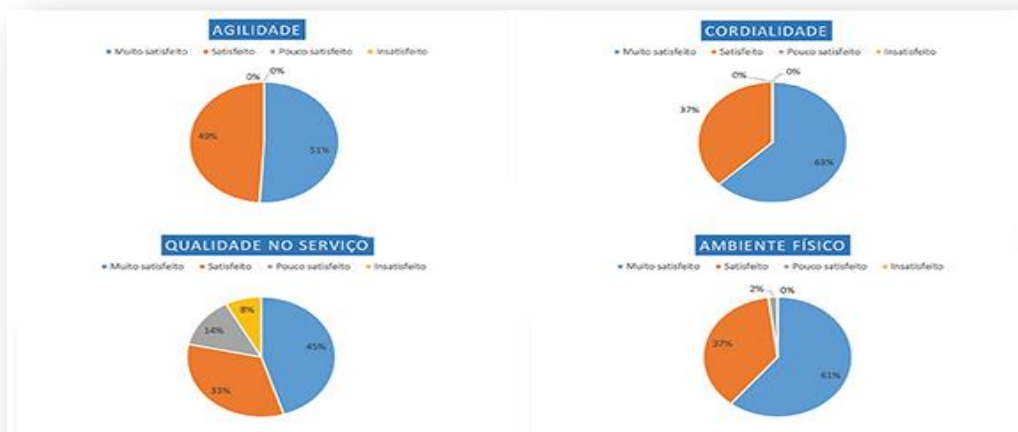 AGILIDADE
Muito satisfeito Satisfeito Pouco satisfeito Insatisfeito
0% 0%
49%
51%
CORDIALIDADE
Muito satisfeito Satisfeito Pouco satisfeito Insatisfeito
0% 0%
37%
63%
QUALIDADE NO SERVIÇO
Muito satisfeito Satisfeito Pouco satisfeito Insatisfeito
8%
14%
45%
33%
AMBIENTE FÍSICO
Muito satisfeito Satisfeito Pouco satisfeito Insatisfeito
2% 0%
37%
61%